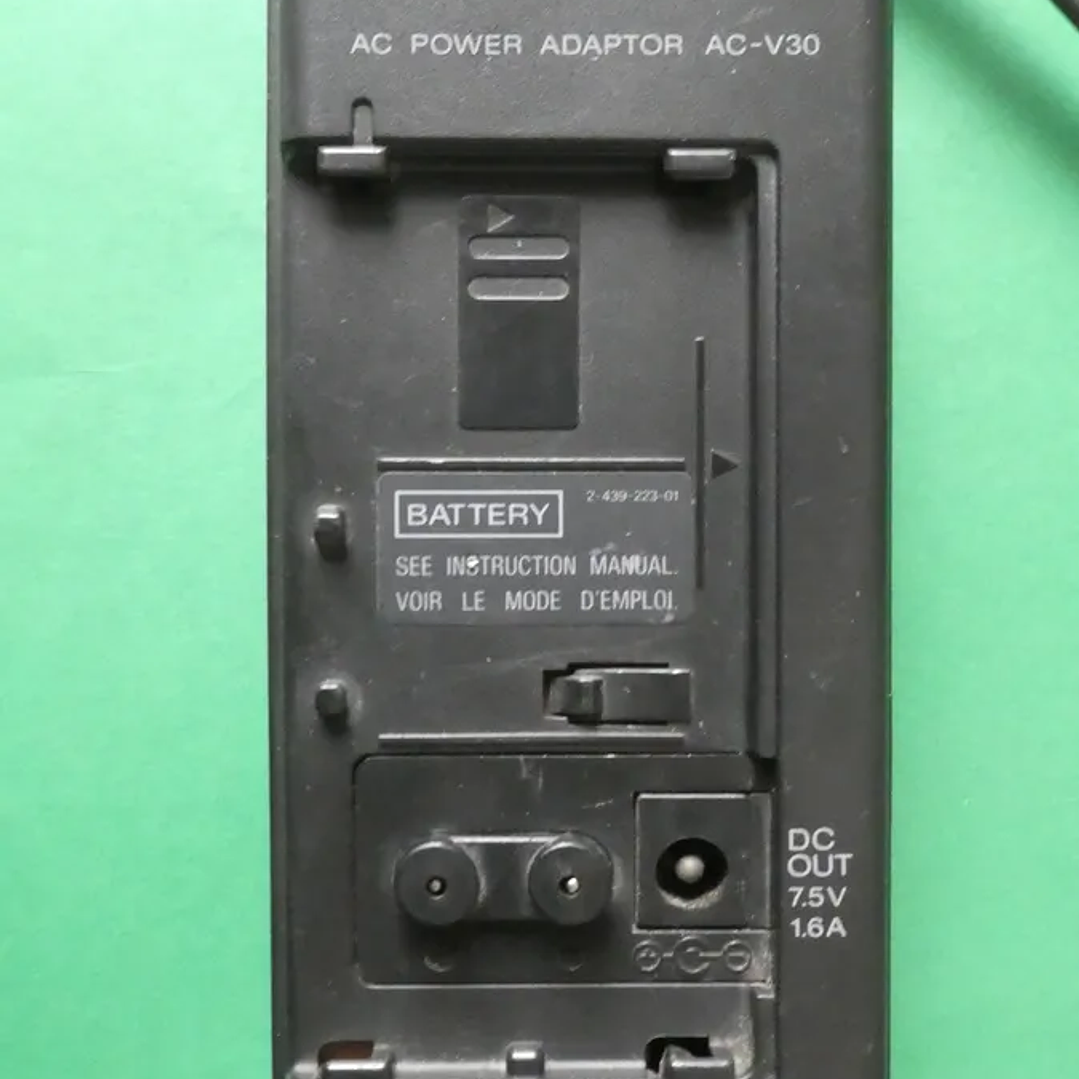 AC POWER ADAPTOR AC-V30
2-439-223-01
BATTERY
SEE INSTRUCTION MANUAL.
VOIR LE MODE D'EMPLOI.
DC
OUT
7.5V
1.6A